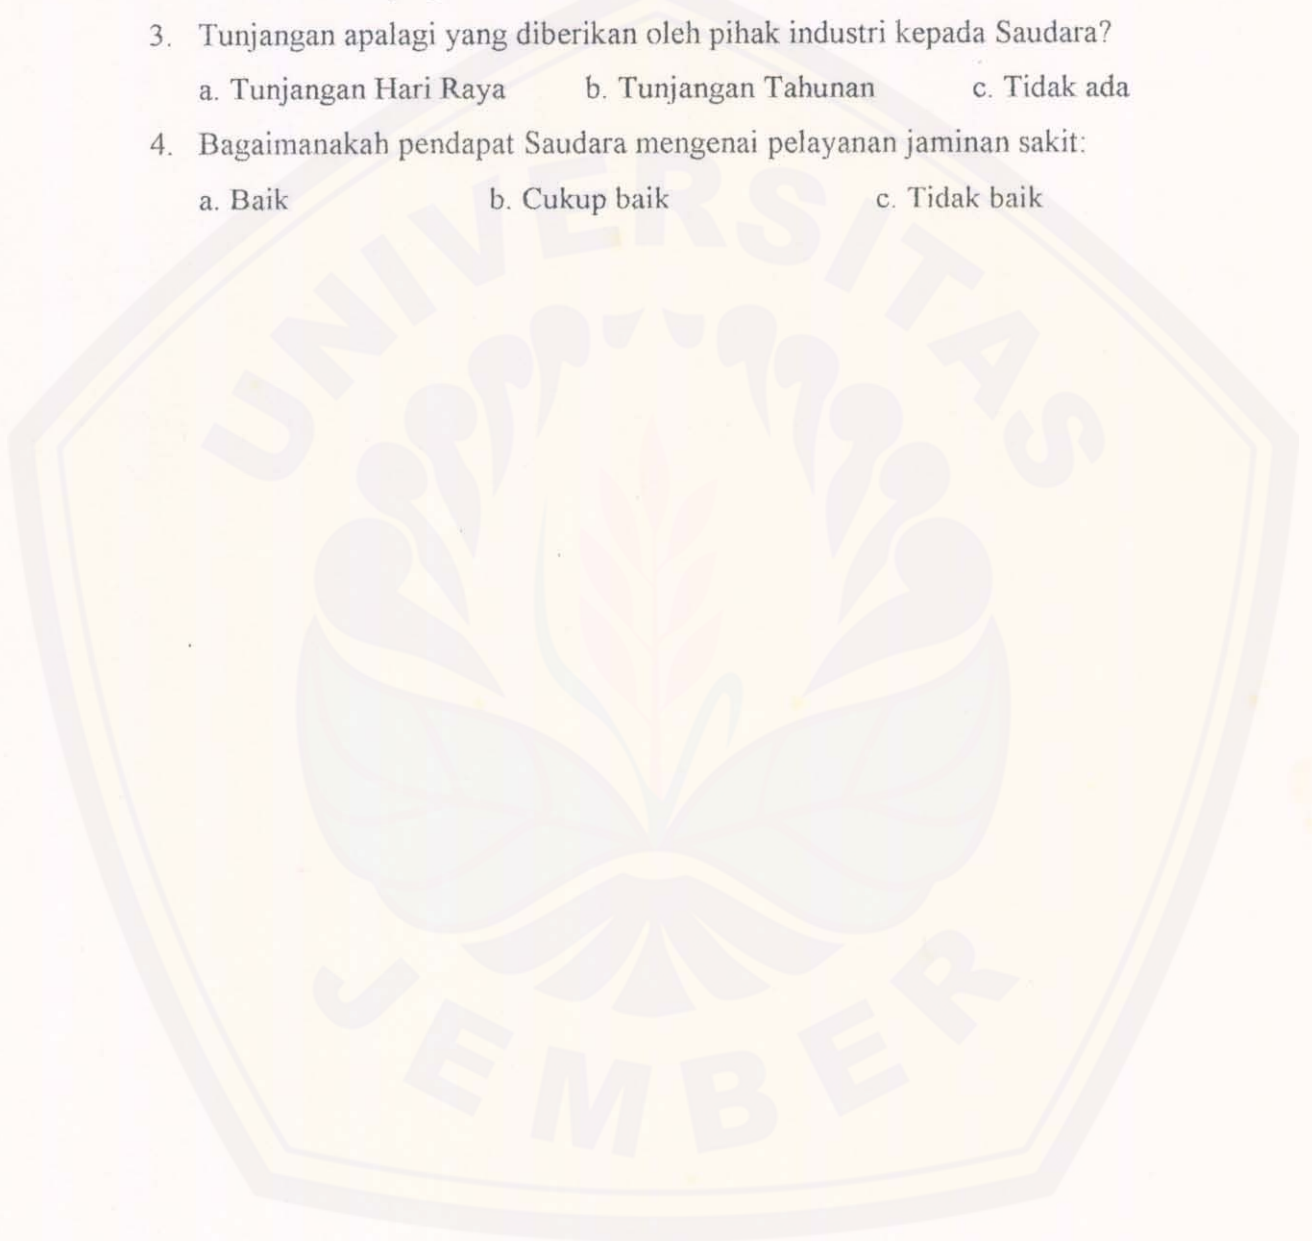 3. Tunjangan apalagi yang diberikan oleh pihak industri kepada Saudara?
a. Tunjangan Hari Raya b. Tunjangan Tahunan c. Tidak ada
4. Bagaimanakah pendapat Saudara mengenai pelayanan jaminan sakit:
a. Baik b. Cukup baik c. Tidak baik
UNIVERSITAS
JEMBER